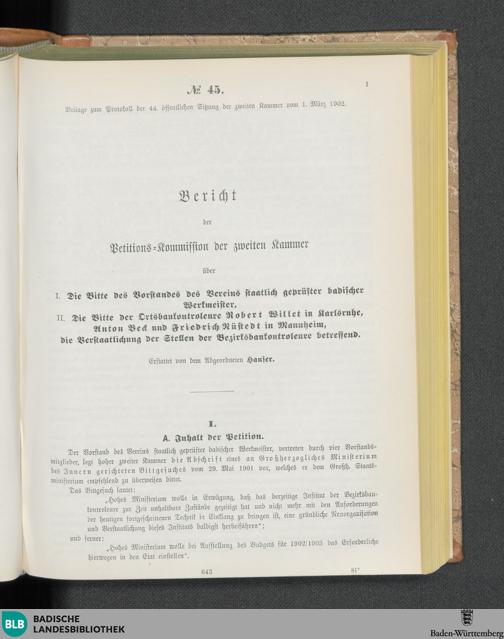 № 45.
1
Beilage zum Protokoll der 44. öffentlichen Sitzung der zweiten Kammer vom 1. März 1902.
Bericht
der
Petitions-Kommission der zweiten Kammer
über
I. Die Bitte des Vorstandes des Vereins staatlich geprüfter badischer
Werkmeister,
II. Die Bitte der Ortsbaukontroleure Robert Willet in Karlsruhe,
Anton Beck und Friedrich Nüstedt in Mannheim,
die Verstaatlichung der Stellen der Bezirksbaukontroleure betreffend.
Erstattet von dem Abgeordneten Hauser.
I.
A. Inhalt der Petition.
Der Vorstand des Vereins staatlich geprüfter badischer Werkmeister, vertreten durch vier Vorstands-
mitglieder, legt hoher zweiter Kammer die Abschrift eines an Großherzogliches Ministerium
des Innern gerichteten Bittgesuches vom 29. Mai 1901 vor, welches er dem Großh. Staats-
ministerium empfehlend zu überweisen bittet.
Das Bittgesuch lautet:
„Hohes Ministerium wolle in Erwägung, daß das derzeitige Institut der Bezirksbau-
kontroleure zur Zeit unhaltbare Zustände gezeitigt hat und nicht mehr mit den Anforderungen
der heutigen fortgeschrittenen Technik in Einklang zu bringen ist, eine gründliche Neuorganisation
und Verstaatlichung dieses Instituts baldigst herbeiführen“;
und ferner:
„Hohes Ministerium wolle bei Aufstellung des Budgets für 1902/1903 das Erforderliche
hierwegen in den Etat einstellen“.
643
81*
BLB BADISCHE
LANDESBIBLIOTHEK
Baden-Württemberg